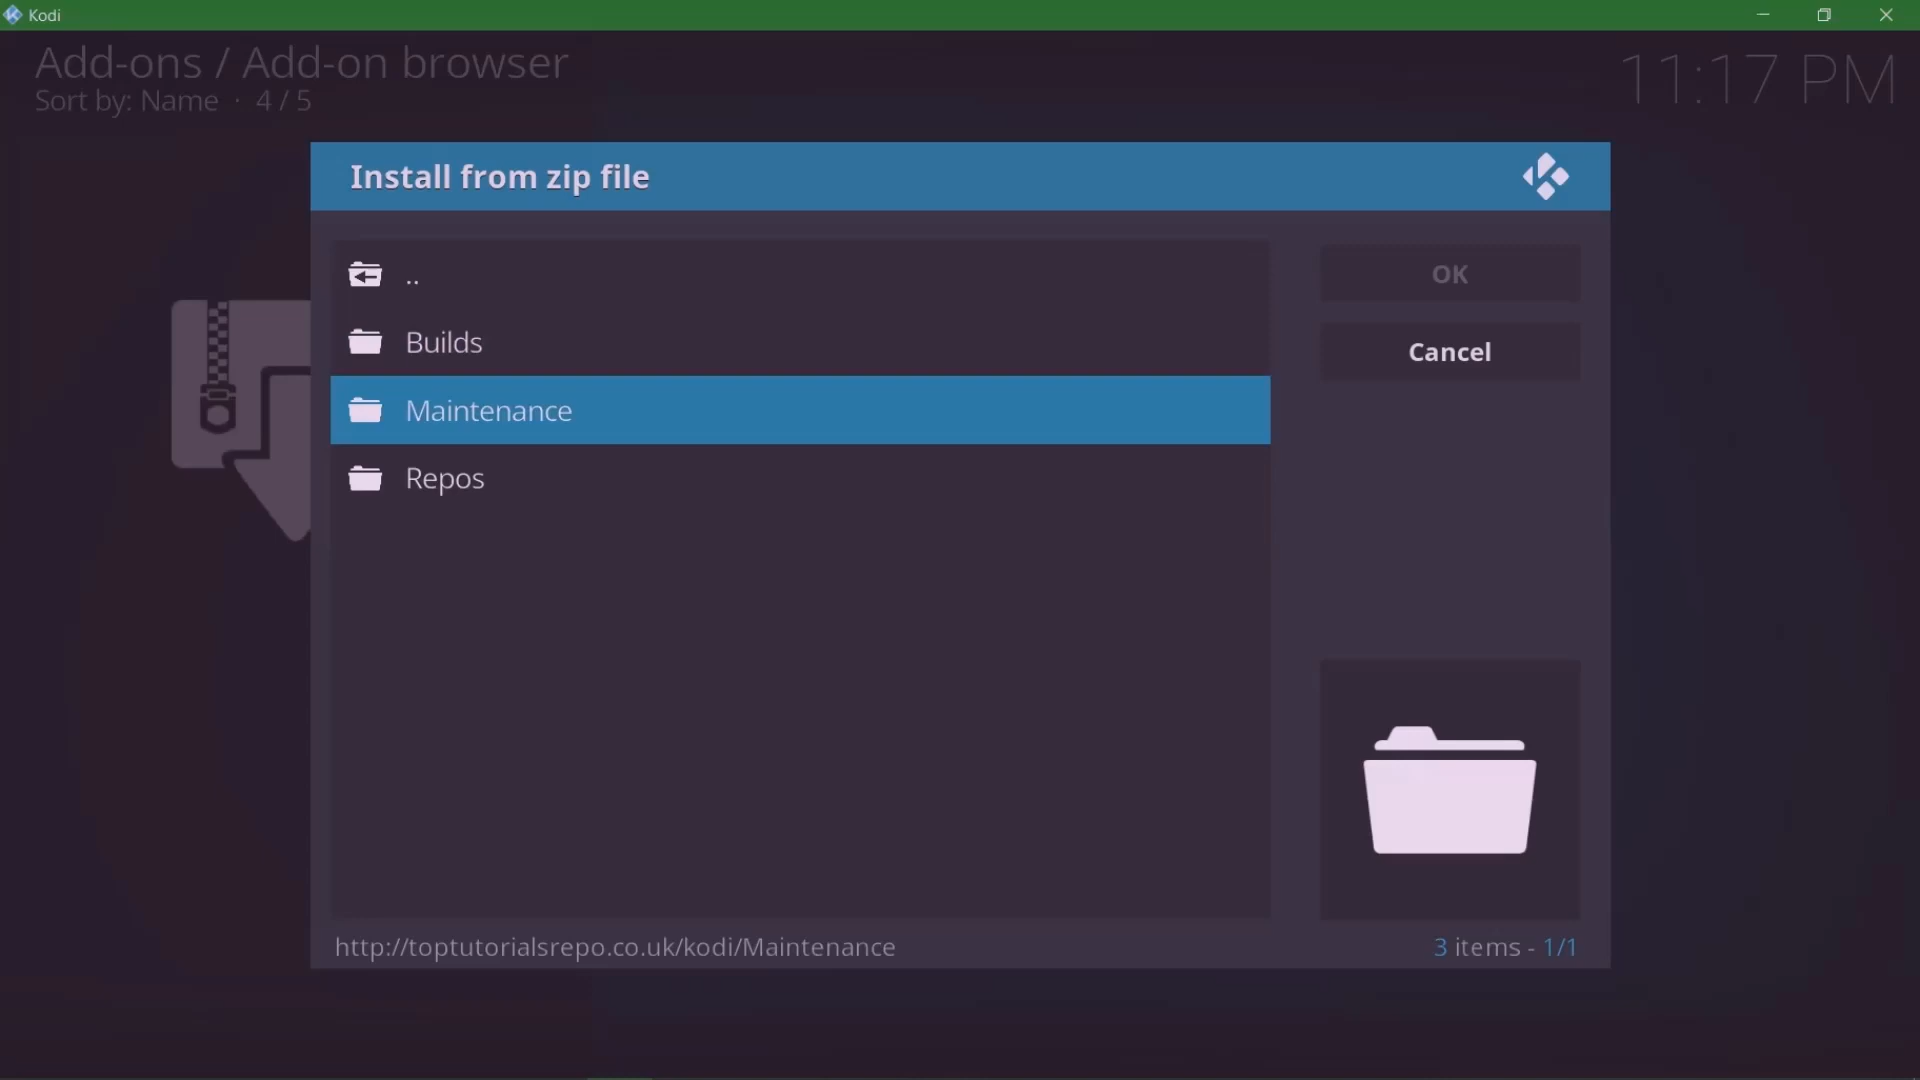 Kodi
Add-ons / Add-on browser
Sort by: Name · 4 / 5
11:17 PM
Install from zip file
..
Builds
Maintenance
Repos
OK
Cancel
http://toptutorialsrepo.co.uk/kodi/Maintenance
3 items - 1/1